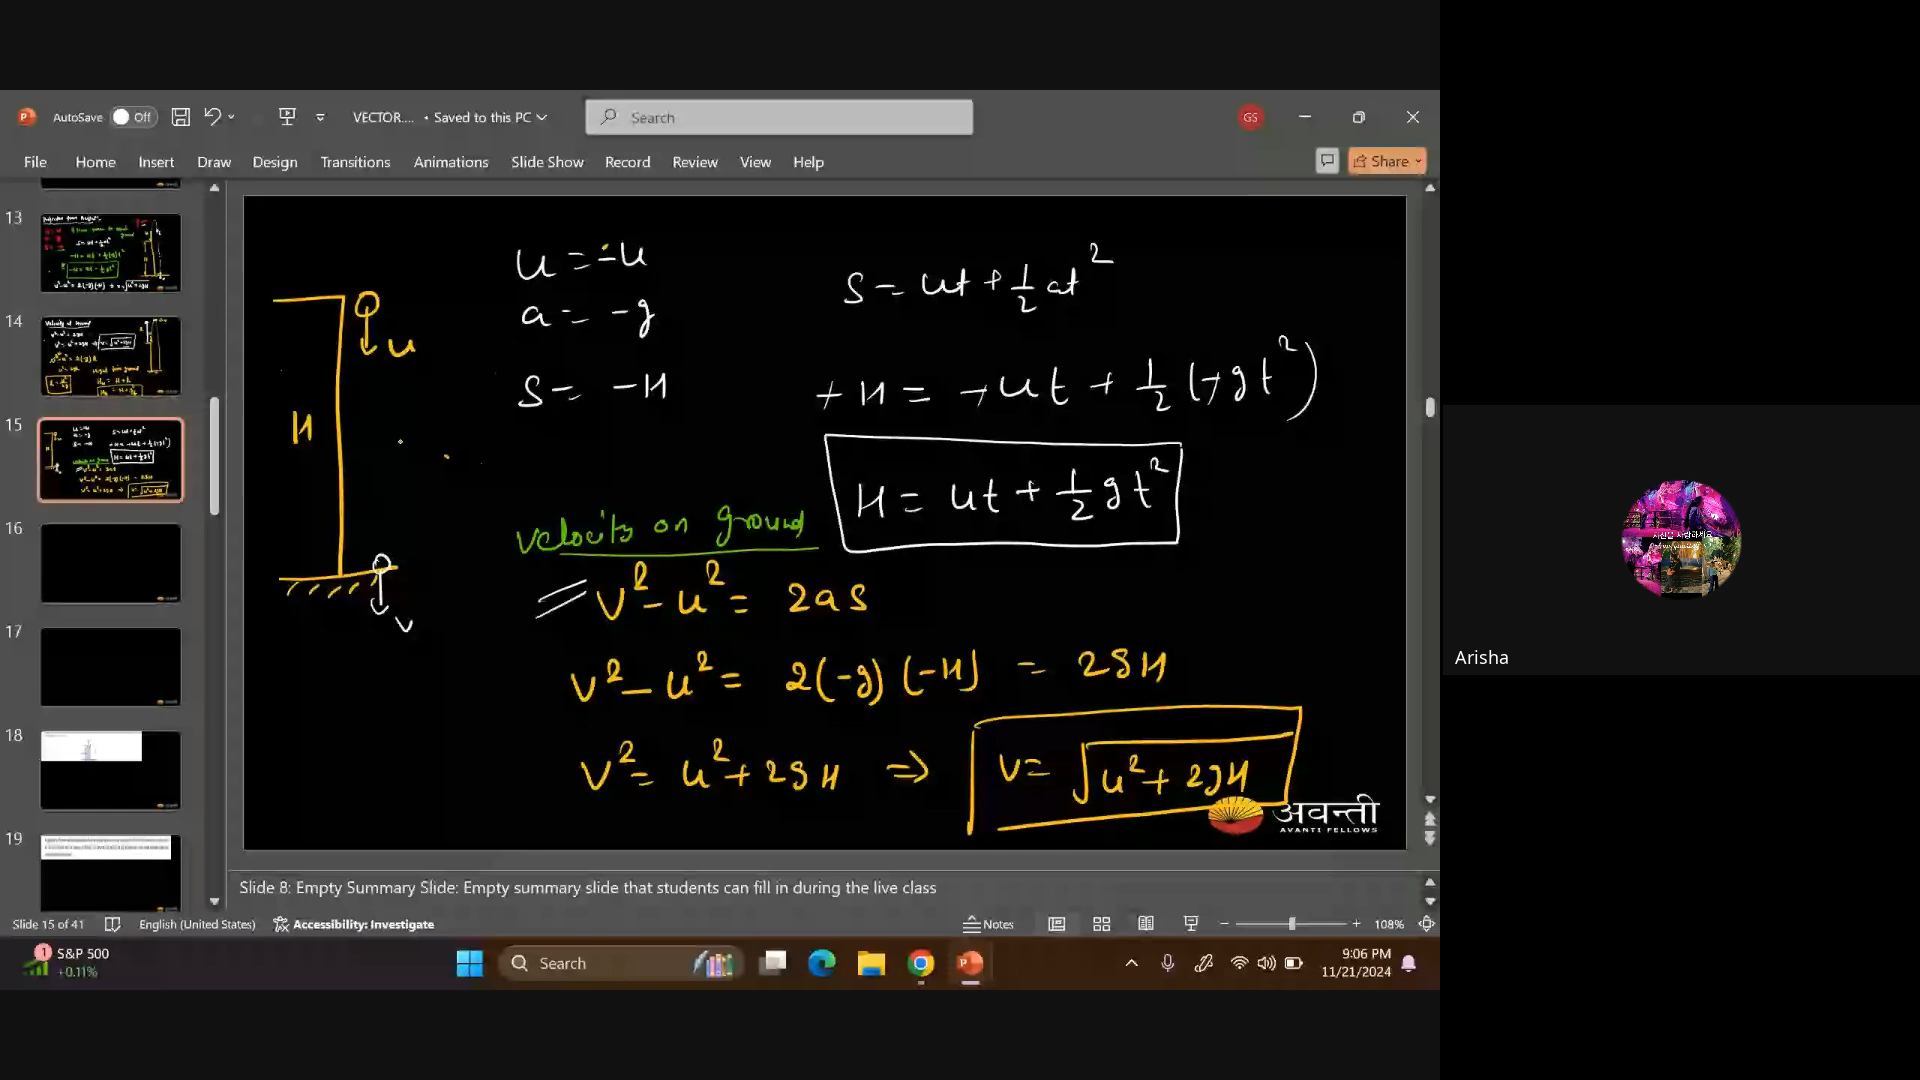 AutoSave Off VECTOR.... • Saved to this PC Search GS
File Home Insert Draw Design Transitions Animations Slide Show Record Review View Help Share
13
14
15
16
17
18
19
u = -u
a = -g
S = -H
S = ut + 1/2 at²
+ H = + ut + 1/2 (+gt²)
H = ut + 1/2 gt²
H
u
v
velocity on ground
v² - u² = 2as
v² - u² = 2(-g)(-H) = 2gH
v² = u² + 2gH ⇒ v = √(u² + 2gH)
अवन्ती
AVANTI FELLOWS
Slide 8: Empty Summary Slide: Empty summary slide that students can fill in during the live class
Slide 15 of 41 English (United States) Accessibility: Investigate Notes 108%
1 S&P 500
+0.11%
Search
9:06 PM
11/21/2024
Arisha